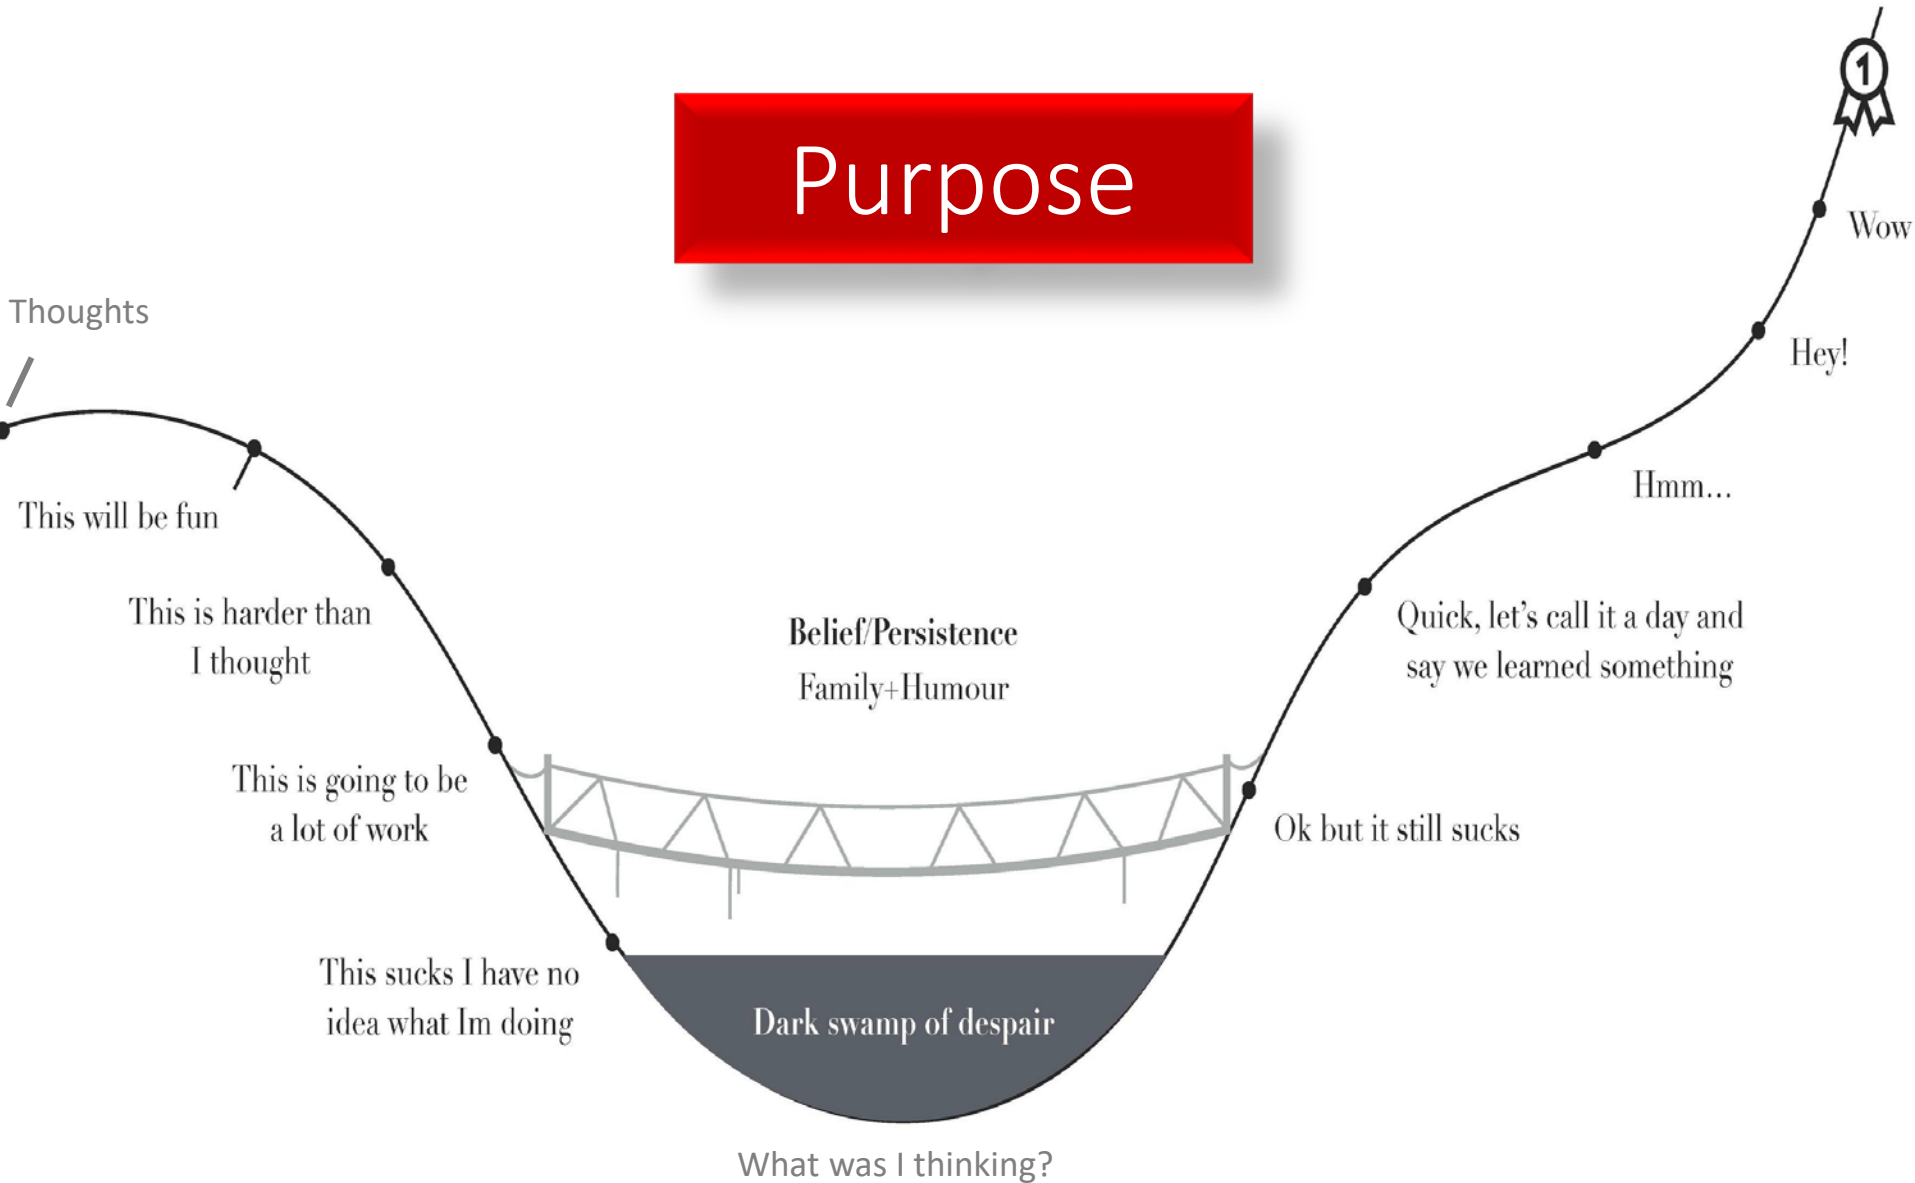 Purpose
Thoughts
This will be fun
This is harder than
I thought
This is going to be
a lot of work
This sucks I have no
idea what Im doing
Belief/Persistence
Family+Humour
Dark swamp of despair
What was I thinking?
Ok but it still sucks
Quick, let's call it a day and
say we learned something
Hmm...
Hey!
Wow
1